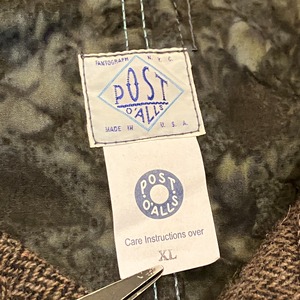 PANTOGRAPH N.Y.C.
POST
O'ALLS
MADE IN U.S.A.
POST
O'ALLS
Care Instructions over
XL